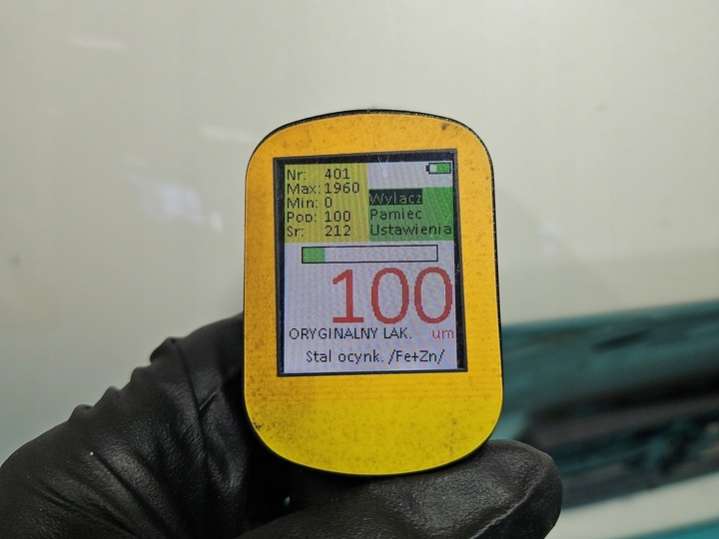 Nr: 401
Max: 1960
Min: 0
Pop: 100
Sr: 212
Wylacz
Pamiec
Ustawienia
100
ORYGINALNY LAK. um
Stal ocynk. /Fe+Zn/